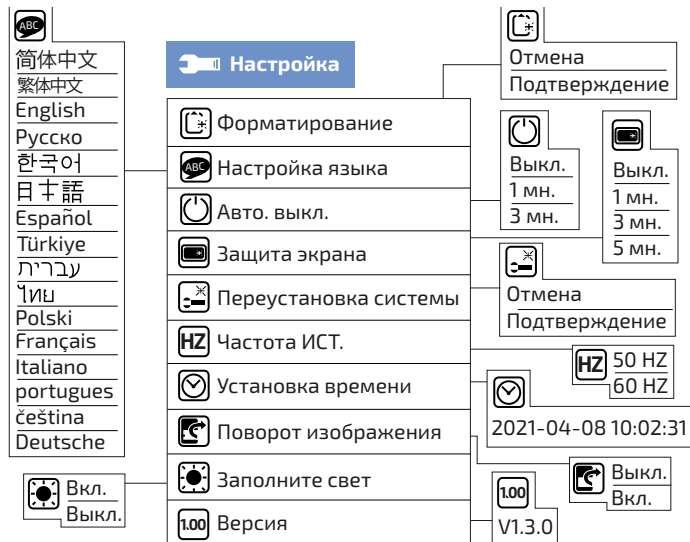 ABC
简体中文
繁体中文
English
Русско
한국어
日本語
Español
Türkiye
עברית
ไทย
Polski
Français
Italiano
portugues
čeština
Deutsche
Настройка
Форматирование
ABC Настройка языка
Авто. выкл.
Защита экрана
Переустановка системы
HZ Частота ИСТ.
Установка времени
Поворот изображения
Заполните свет
1.00 Версия
Отмена
Подтверждение
Выкл.
1 мн.
3 мн.
Выкл.
1 мн.
3 мн.
5 мн.
Отмена
Подтверждение
HZ 50 HZ
60 HZ
2021-04-08 10:02:31
Выкл.
Вкл.
1.00
V1.3.0
Вкл.
Выкл.